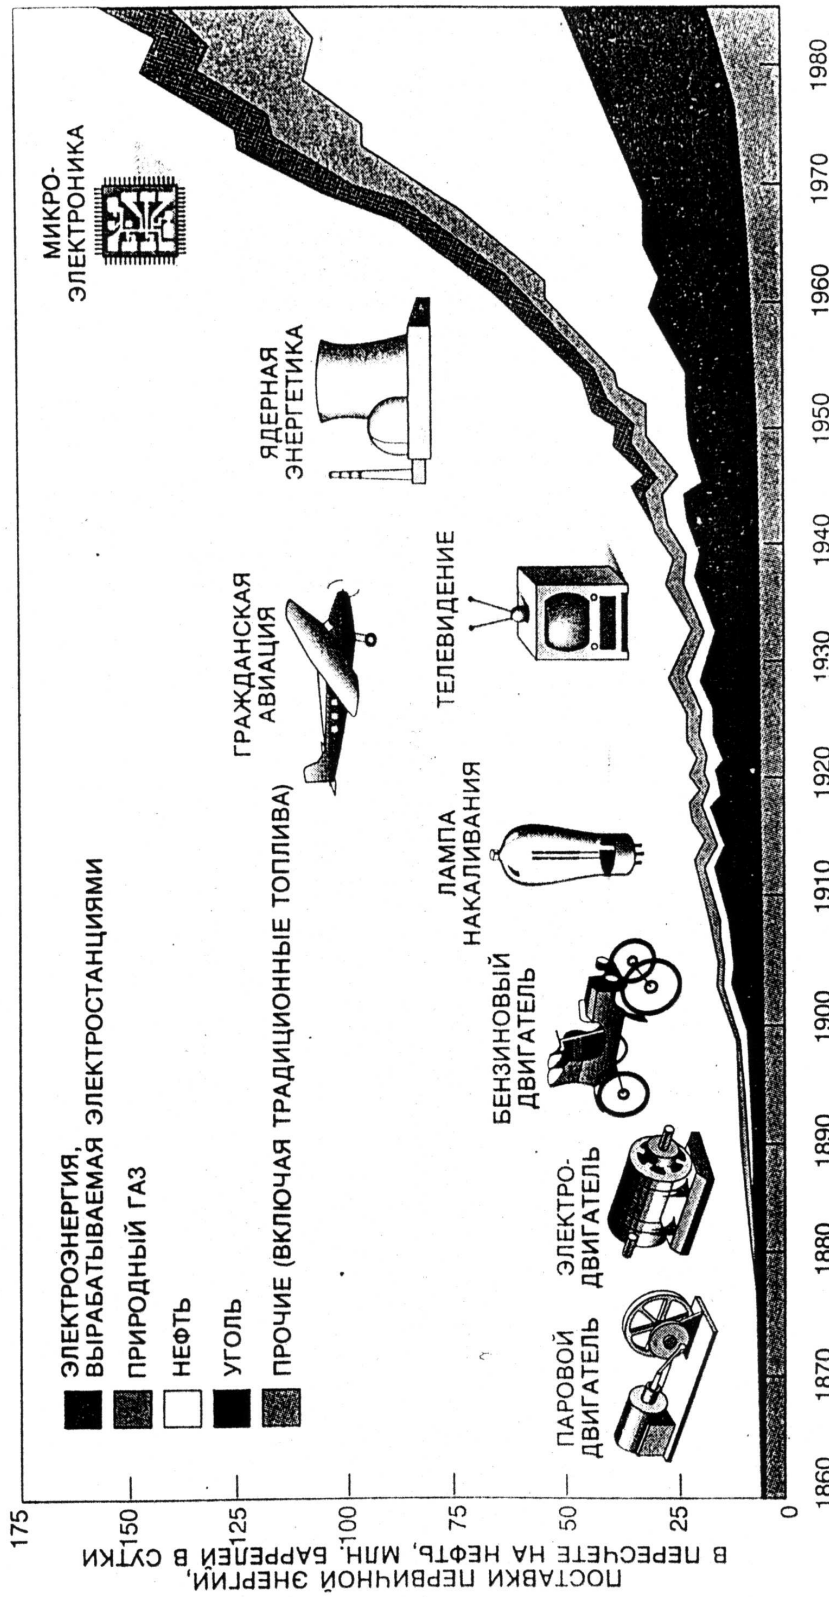 ПОСТАВКИ ПЕРВИЧНОЙ ЭНЕРГИЙ,
В ПЕРЕСЧЕТЕ НА НЕФТЬ, МЛН. БАРРЕЛЕЙ В СУТКИ
175
150
125
100
75
50
25
0
ЭЛЕКТРОЭНЕРГИЯ,
ВЫРАБАТЫВАЕМАЯ ЭЛЕКТРОСТАНЦИЯМИ
ПРИРОДНЫЙ ГАЗ
НЕФТЬ
УГОЛЬ
ПРОЧИЕ (ВКЛЮЧАЯ ТРАДИЦИОННЫЕ ТОПЛИВА)
ПАРОВОЙ
ДВИГАТЕЛЬ
ЭЛЕКТРО-
ДВИГАТЕЛЬ
БЕНЗИНОВЫЙ
ДВИГАТЕЛЬ
ЛАМПА
НАКАЛИВАНИЯ
ТЕЛЕВИДЕНИЕ
ГРАЖДАНСКАЯ
АВИАЦИЯ
ЯДЕРНАЯ
ЭНЕРГЕТИКА
МИКРО-
ЭЛЕКТРОНИКА
1860
1870
1880
1890
1900
1910
1920
1930
1940
1950
1960
1970
1980